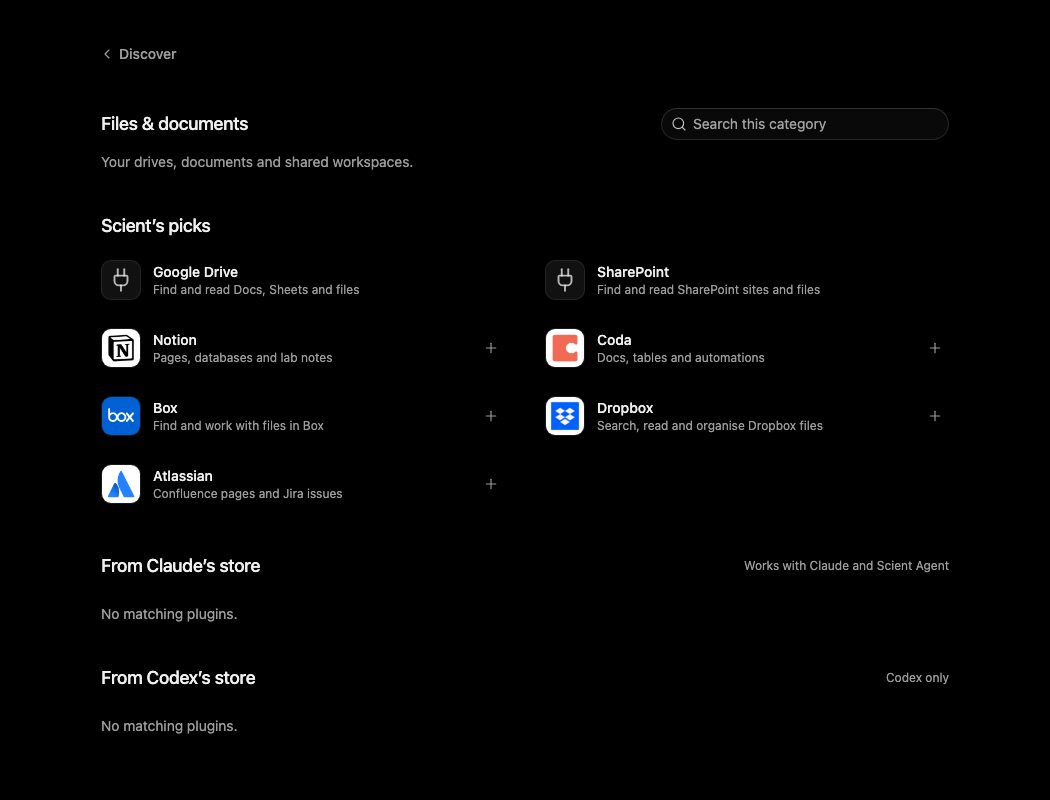 Discover
Files & documents
Search this category
Your drives, documents and shared workspaces.
Scient's picks
Google Drive
Find and read Docs, Sheets and files
SharePoint
Find and read SharePoint sites and files
N
Notion
Pages, databases and lab notes
Coda
Docs, tables and automations
box
Box
Find and work with files in Box
Dropbox
Search, read and organise Dropbox files
Atlassian
Confluence pages and Jira issues
From Claude's store
Works with Claude and Scient Agent
No matching plugins.
From Codex's store
Codex only
No matching plugins.